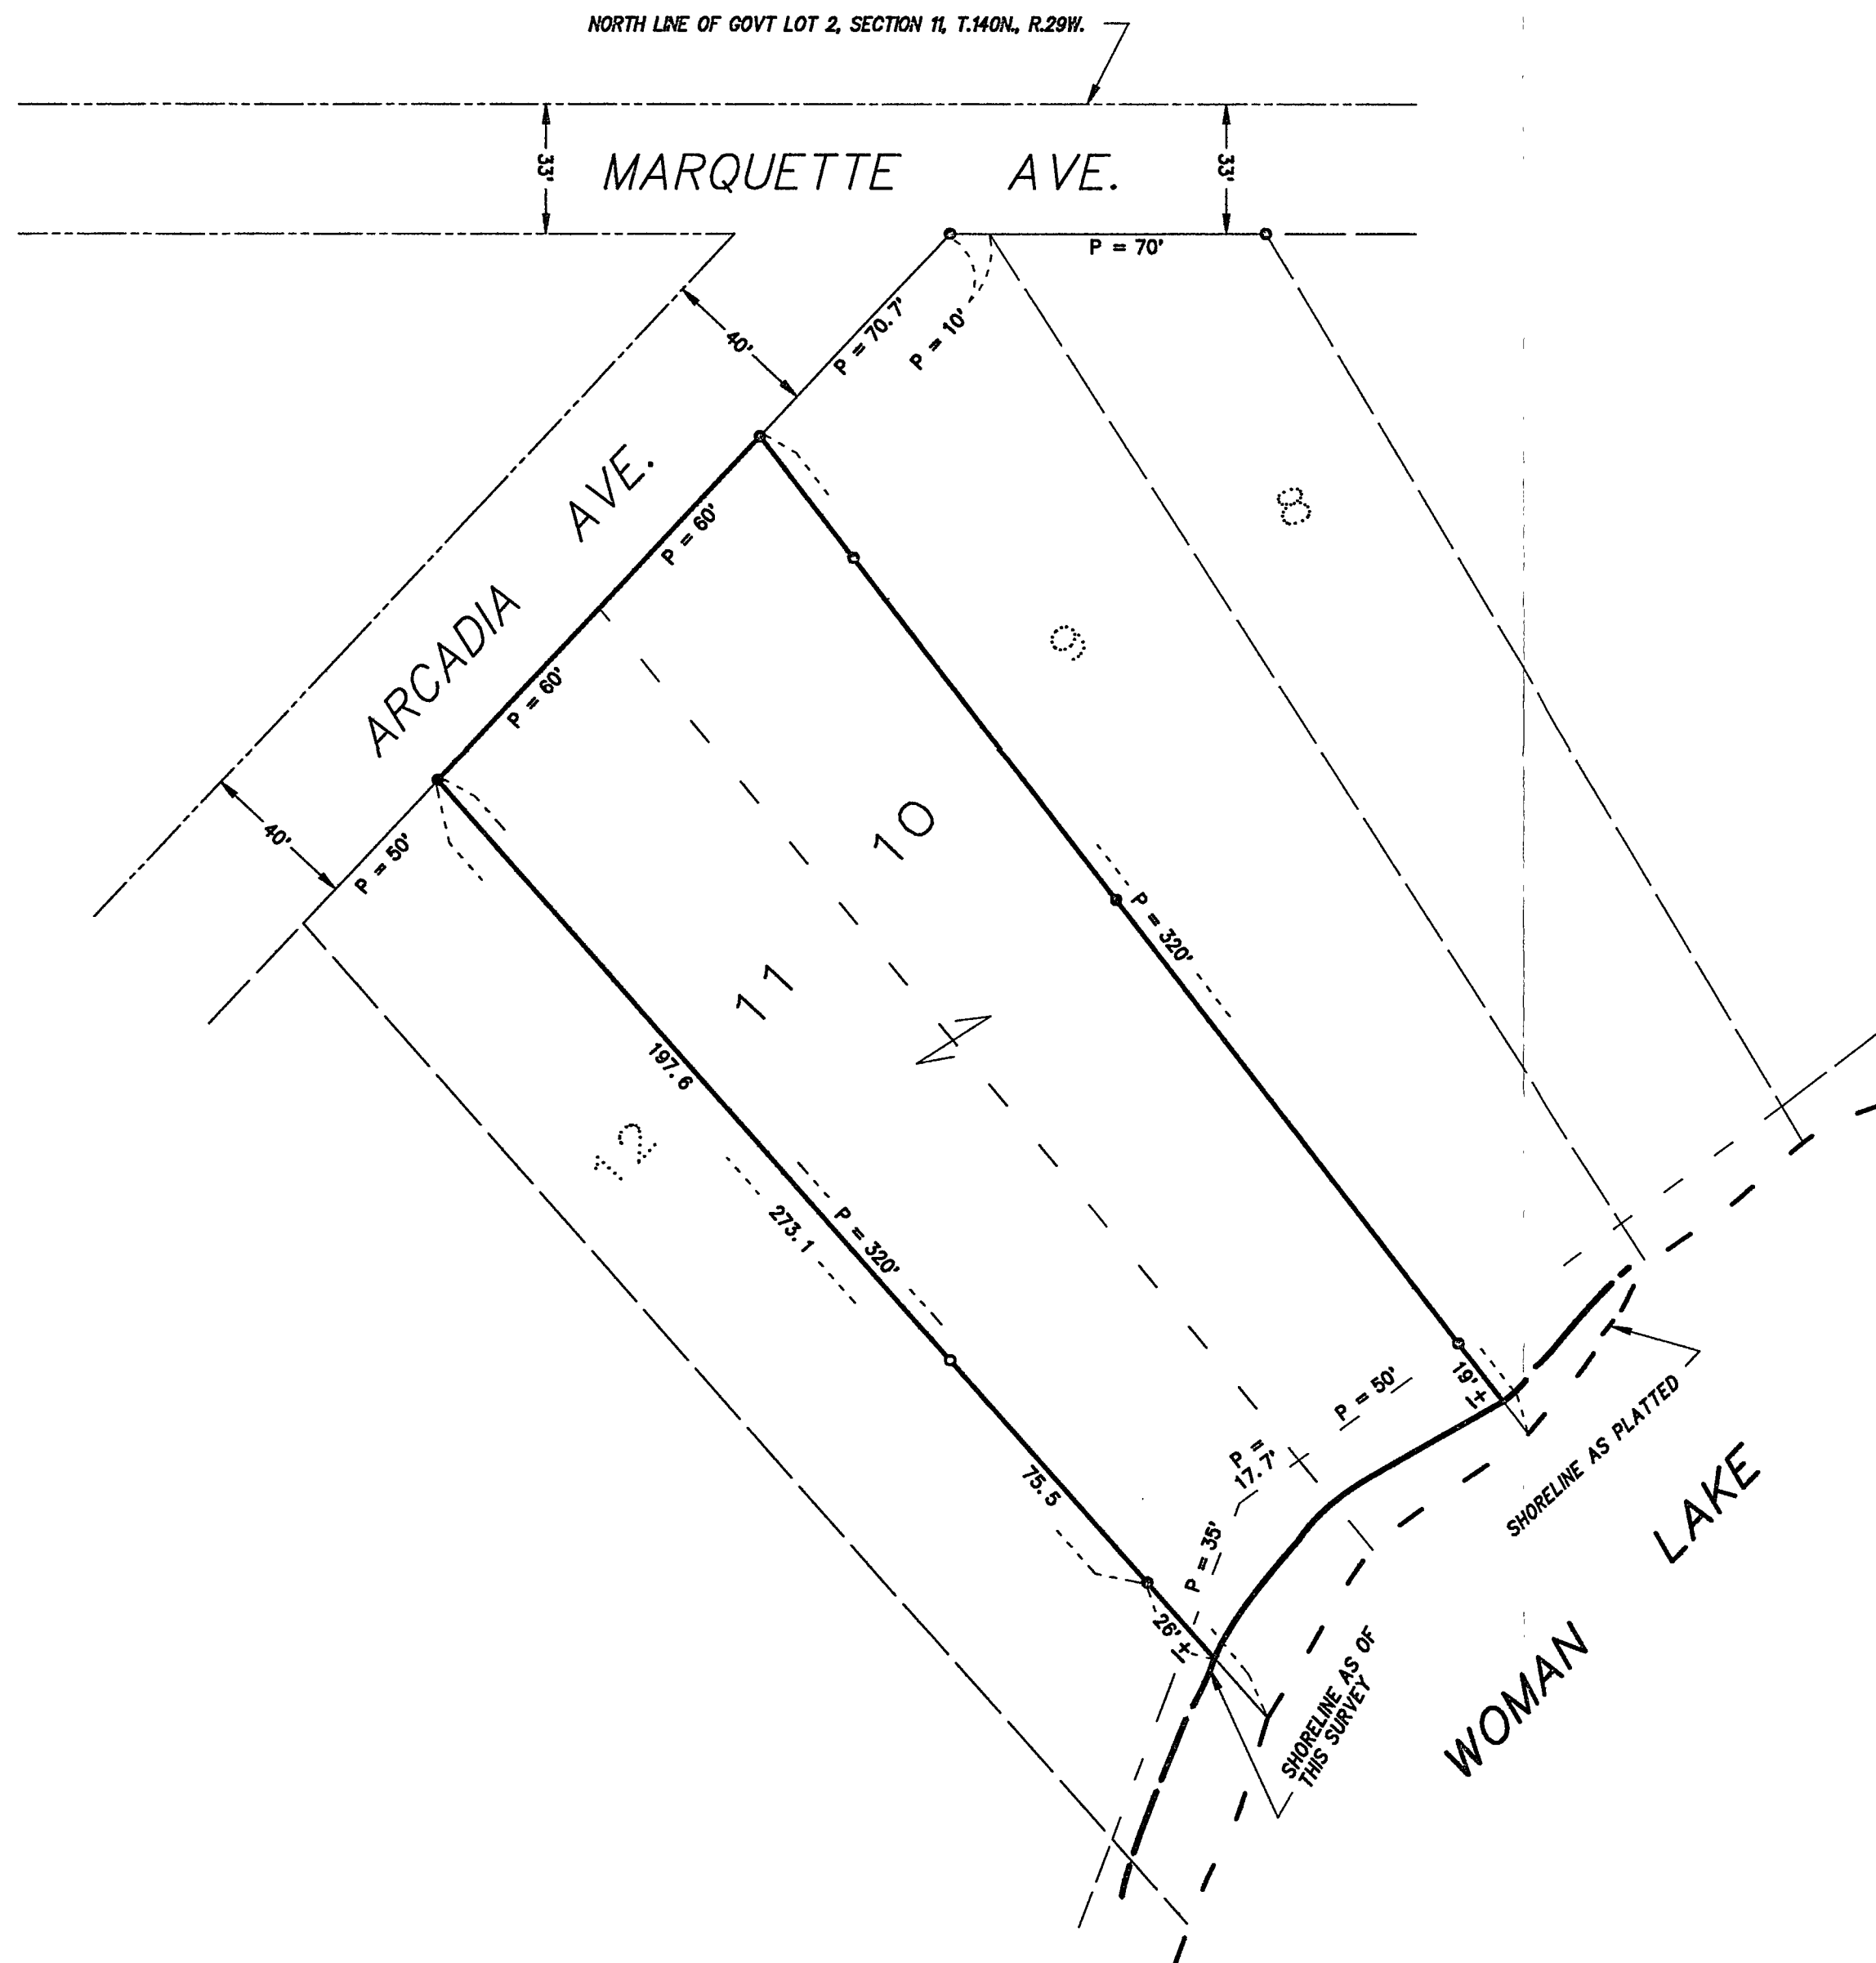 NORTH LINE OF GOVT LOT 2, SECTION 11, T.140N., R.29W.
33'
MARQUETTE AVE.
33'
P = 70'
40'
P = 70.7'
P = 10'
ARCADIA AVE.
P = 60'
8
9
P = 60'
40'
P = 50'
10
P = 320'
11
4
197.6
12
273.1
P = 320'
P = 50'
19'±
P = 17.7'
75.5
SHORELINE AS PLATTED
P = 35'
26'±
LAKE
WOMAN
SHORELINE AS OF
THIS SURVEY